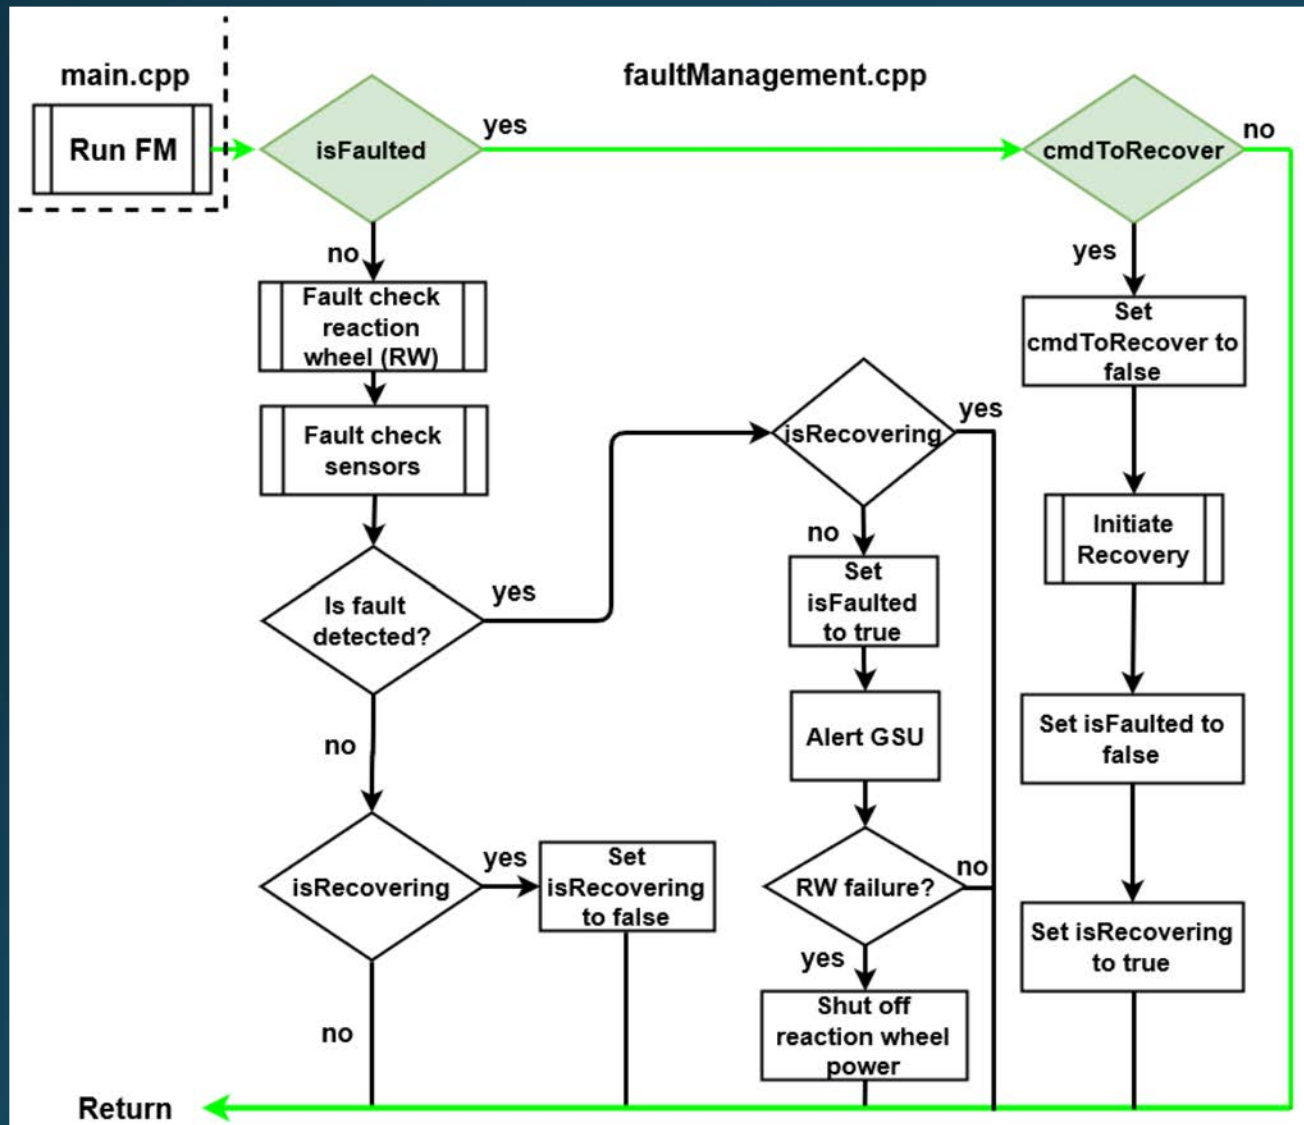 main.cpp
faultManagement.cpp
Run FM
isFaulted
yes
cmdToRecover
no
no
yes
Fault check
reaction
wheel (RW)
Set
cmdToRecover to
false
Fault check
sensors
isRecovering
yes
no
Initiate
Recovery
Is fault
detected?
yes
Set
isFaulted
to true
no
Alert GSU
Set isFaulted to
false
isRecovering
yes
Set
isRecovering
to false
RW failure?
no
yes
Set isRecovering
to true
no
Shut off
reaction wheel
power
Return